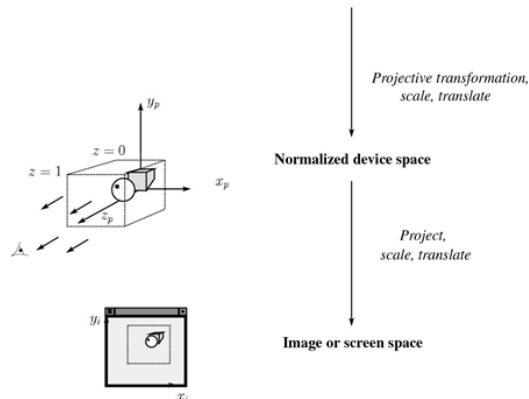 Projective transformation,
scale, translate
y_p
z = 0
z = 1
Normalized device space
x_p
z_p
Project,
scale, translate
y_i
Image or screen space
x_i